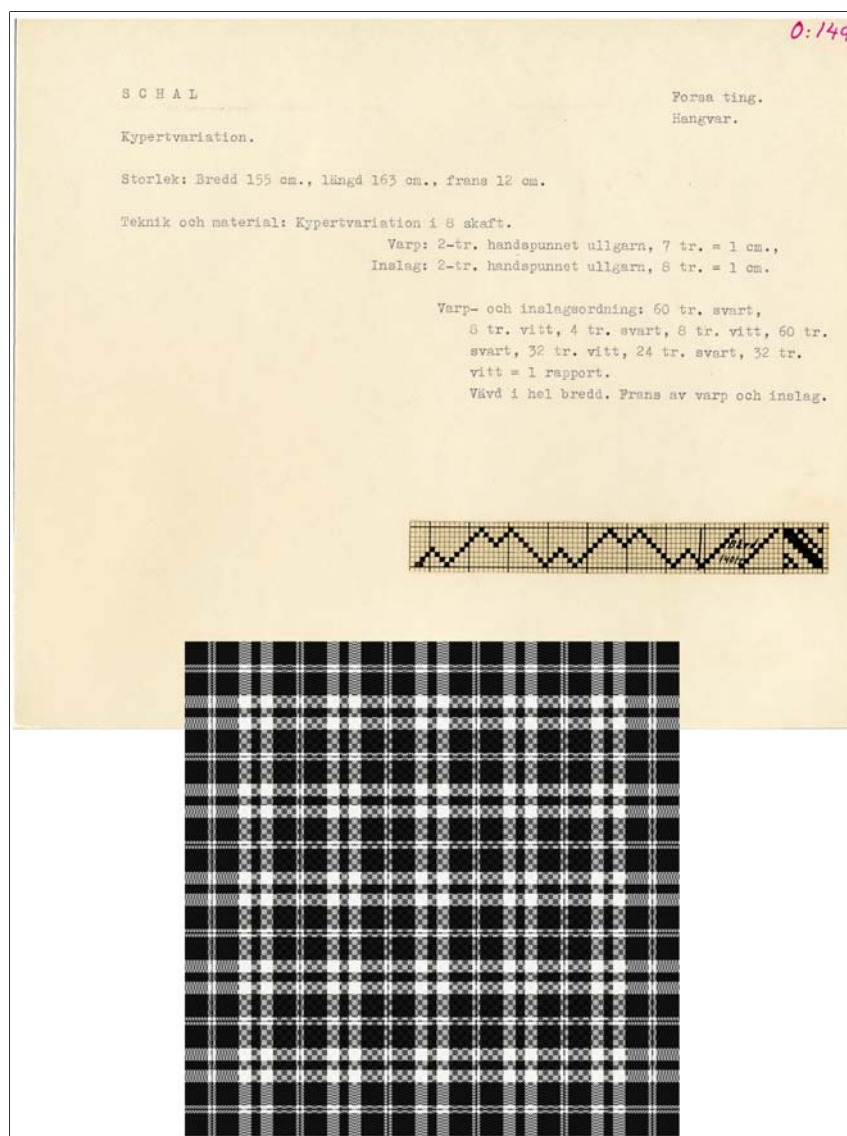 O:149
S C H A L
Forsa ting.
Hangvar.
Kypertvariation.
Storlek: Bredd 155 cm., längd 163 cm., frans 12 cm.
Teknik och material: Kypertvariation i 8 skaft.
Varp: 2-tr. handspunnet ullgarn, 7 tr. = 1 cm.,
Inslag: 2-tr. handspunnet ullgarn, 8 tr. = 1 cm.
Varp- och inslagsordning: 60 tr. svart,
8 tr. vitt, 4 tr. svart, 8 tr. vitt, 60 tr.
svart, 32 tr. vitt, 24 tr. svart, 32 tr.
vitt = 1 rapport.
Vävd i hel bredd. Frans av varp och inslag.